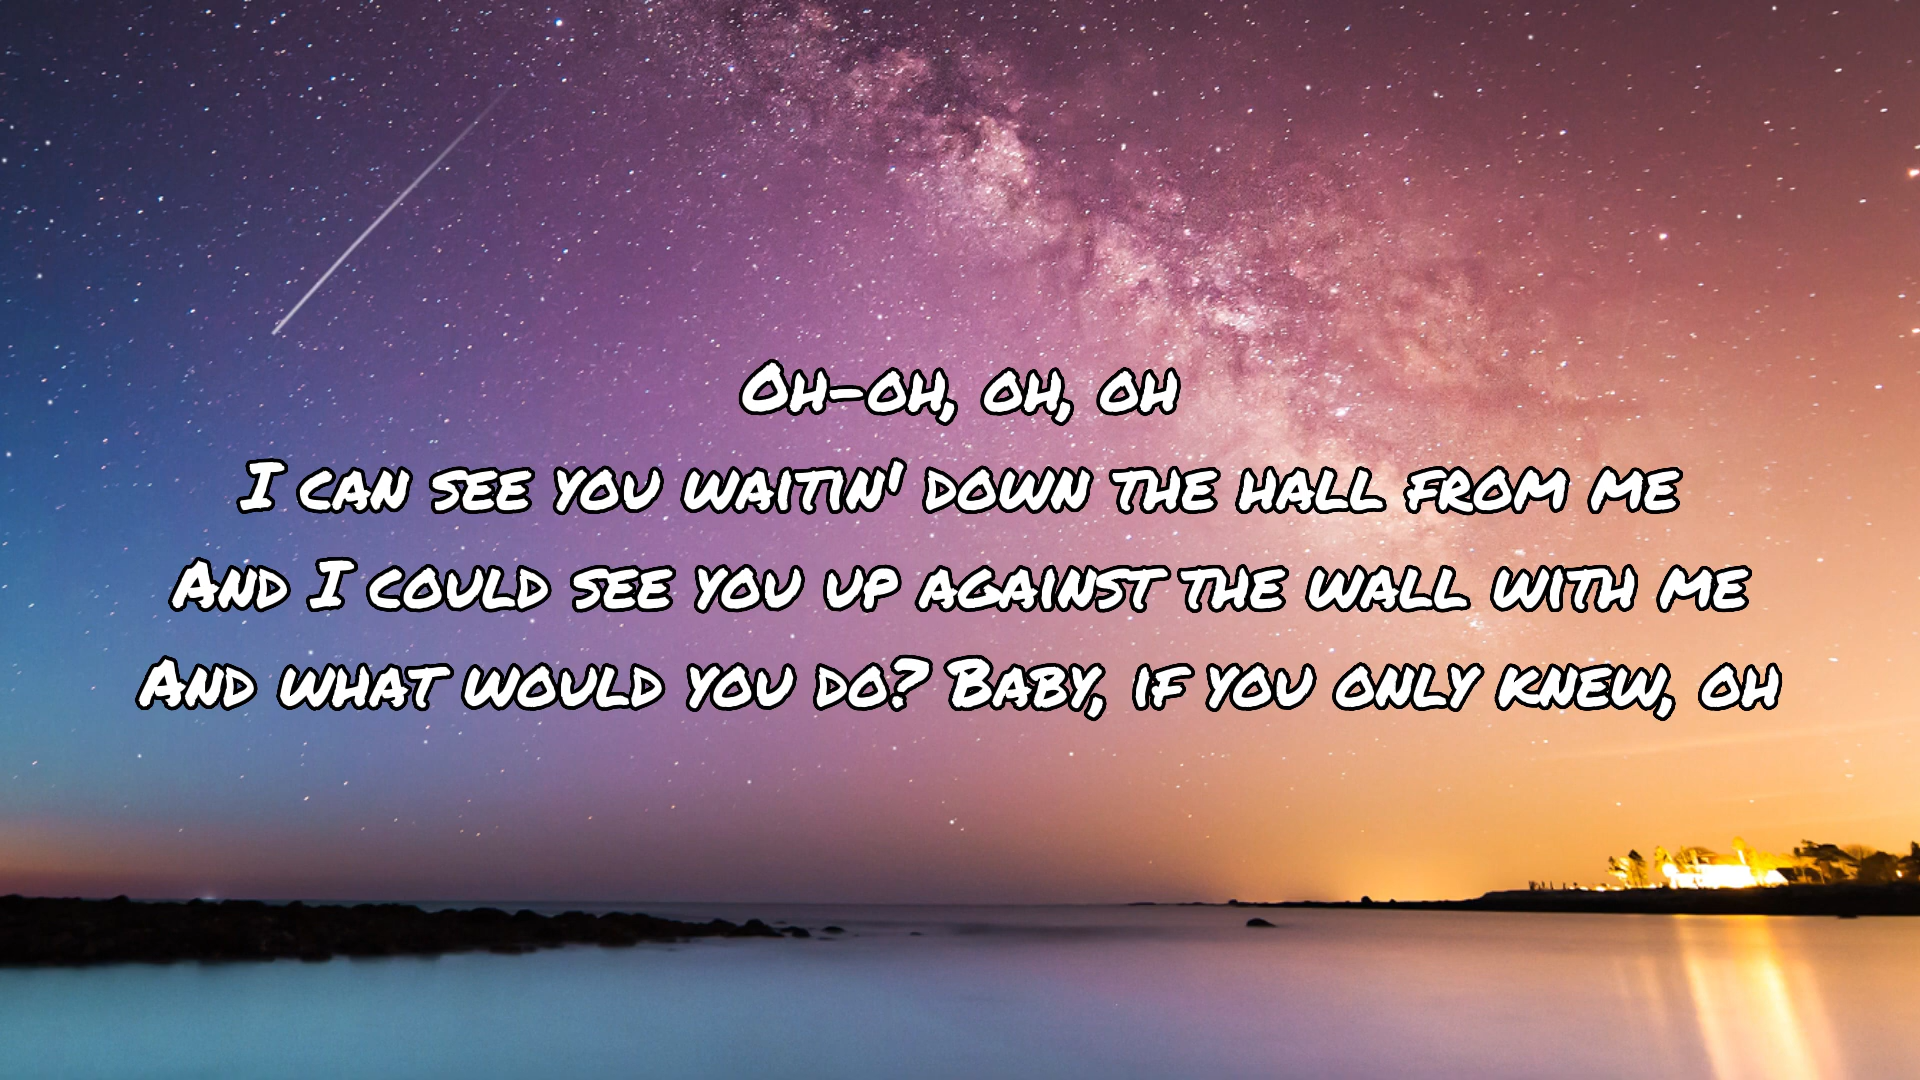 Oh-oh, oh, oh
I can see you waitin' down the hall from me
And I could see you up against the wall with me
And what would you do? Baby, if you only knew, oh